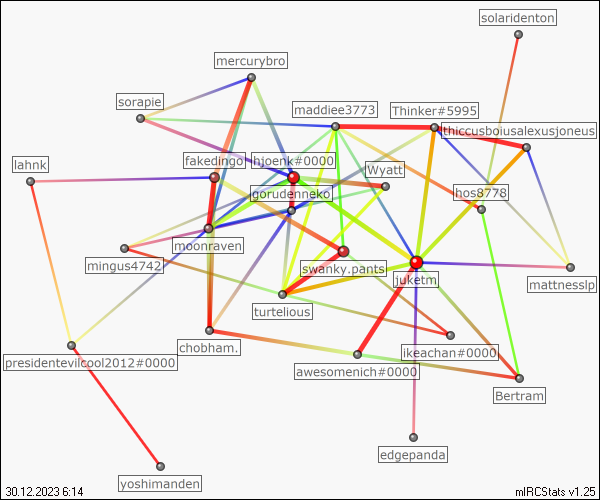 solaridenton
mercurybro
sorapie
maddiee3773
Thinker#5995
thiccusboiusalexusjoneus
lahnk
fakedingo
hjoenk#0000
Wyatt
gorudenneko
hos8778
moonraven
mingus4742
swanky.pants
juketm
mattnesslp
turtelious
chobham.
ikeachan#0000
presidentevilcool2012#0000
awesomenich#0000
Bertram
edgepanda
yoshimanden
30.12.2023 6:14
mIRCStats v1.25